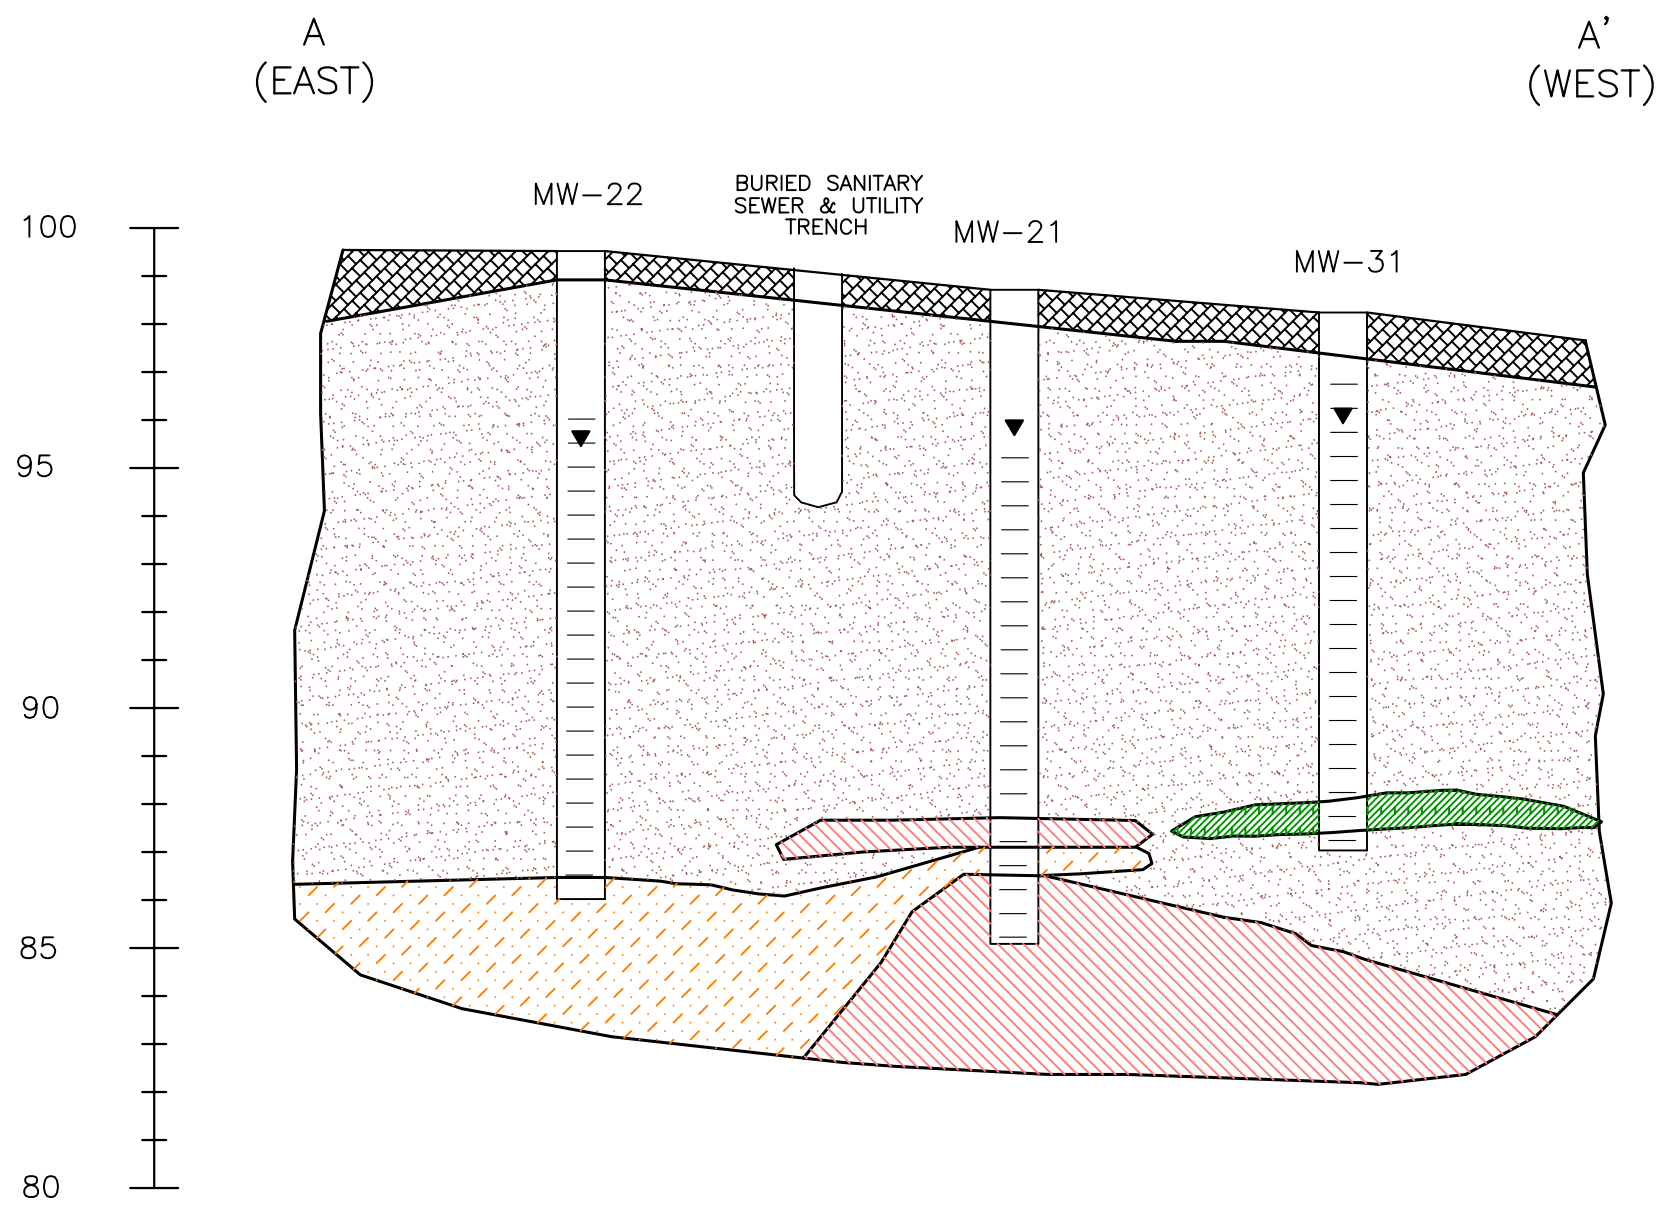 A
(EAST)
A'
(WEST)
MW-22
BURIED SANITARY
SEWER & UTILITY
TRENCH
MW-21
MW-31
100
95
90
85
80